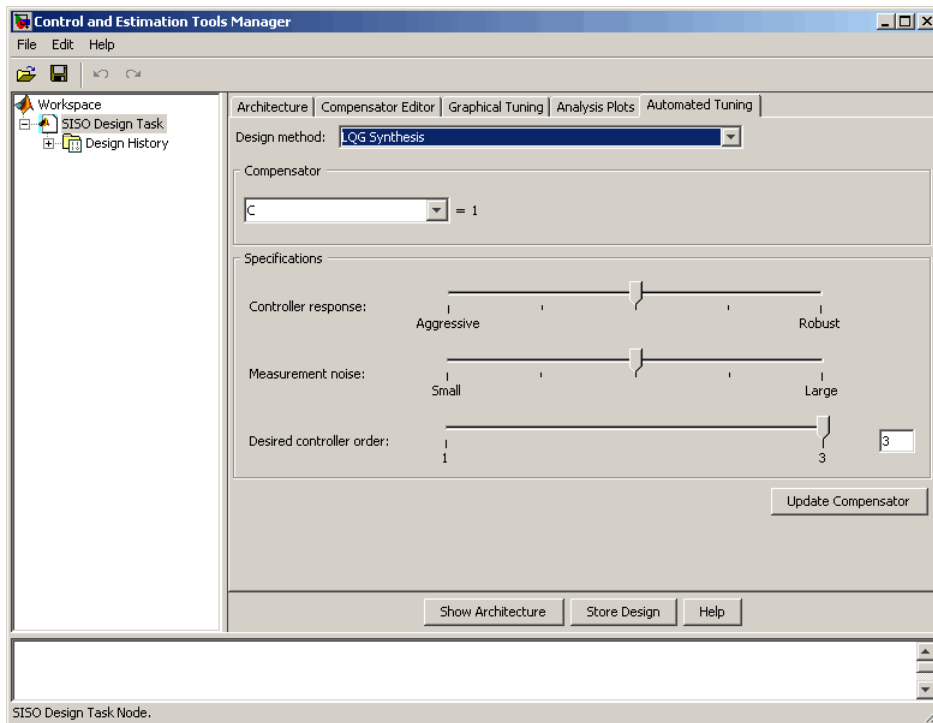 Control and Estimation Tools Manager
File Edit Help
Workspace
SISO Design Task
Design History
Architecture Compensator Editor Graphical Tuning Analysis Plots Automated Tuning
Design method: LQG Synthesis
Compensator
C = 1
Specifications
Controller response:
Aggressive Robust
Measurement noise:
Small Large
Desired controller order: 3
1 3
Update Compensator
Show Architecture Store Design Help
SISO Design Task Node.